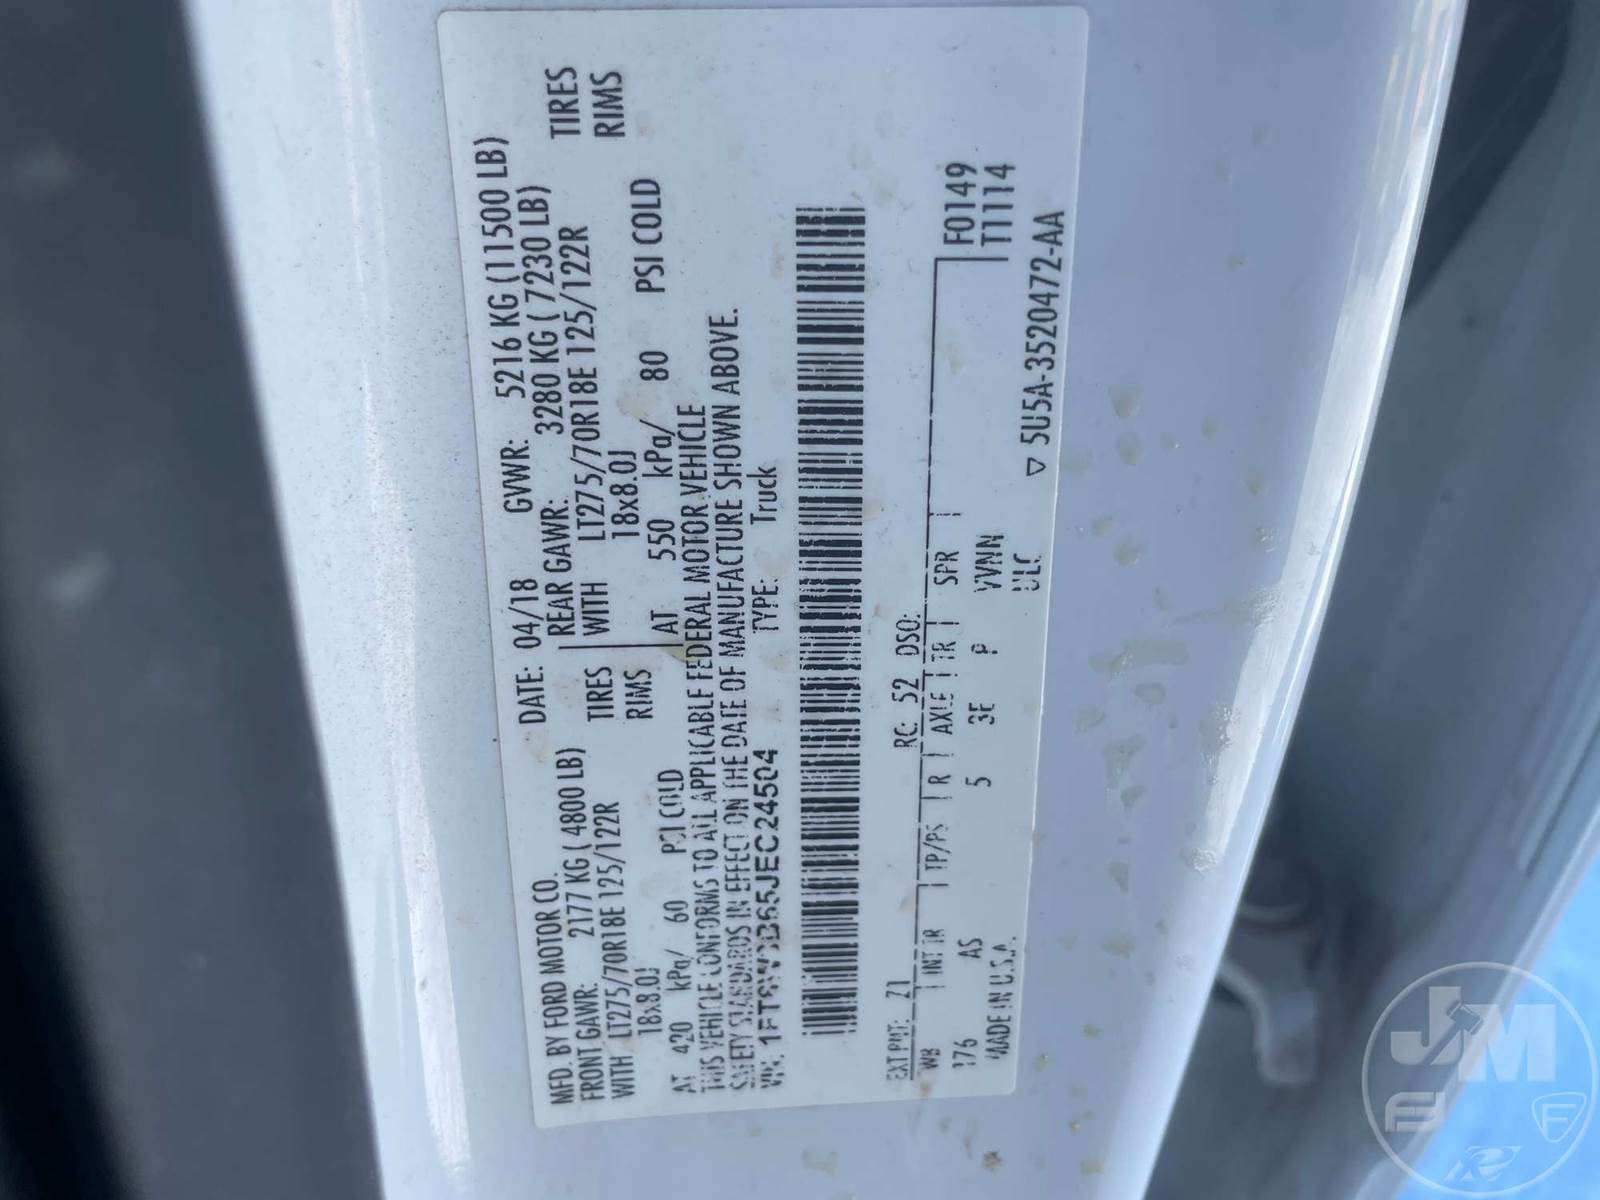 MFD. BY FORD MOTOR CO.
DATE: 04/18 GVWR: 5216 KG (11500 LB)
FRONT GAWR: 2177 KG ( 4800 LB) REAR GAWR: 3280 KG ( 7230 LB)
WITH LT275/70R18E 125/122R TIRES WITH LT275/70R18E 125/122R TIRES
18x8.0J RIMS 18x8.0J RIMS
AT 420 kPa/ 60 PSI COLD AT 550 kPa/ 80 PSI COLD
THIS VEHICLE CONFORMS TO ALL APPLICABLE FEDERAL MOTOR VEHICLE
SAFETY STANDARDS IN EFFECT ON THE DATE OF MANUFACTURE SHOWN ABOVE.
VIN: TYPE: Truck
EXT PNT: Z1 RC: 52 DSO:
WB INT TR TP/PS R AXLE TR SPR F0149
176 AS 5 3E P VVNN T1114
MADE IN U.S.A. ULC
▽ 5U5A-3520472-AA
JM